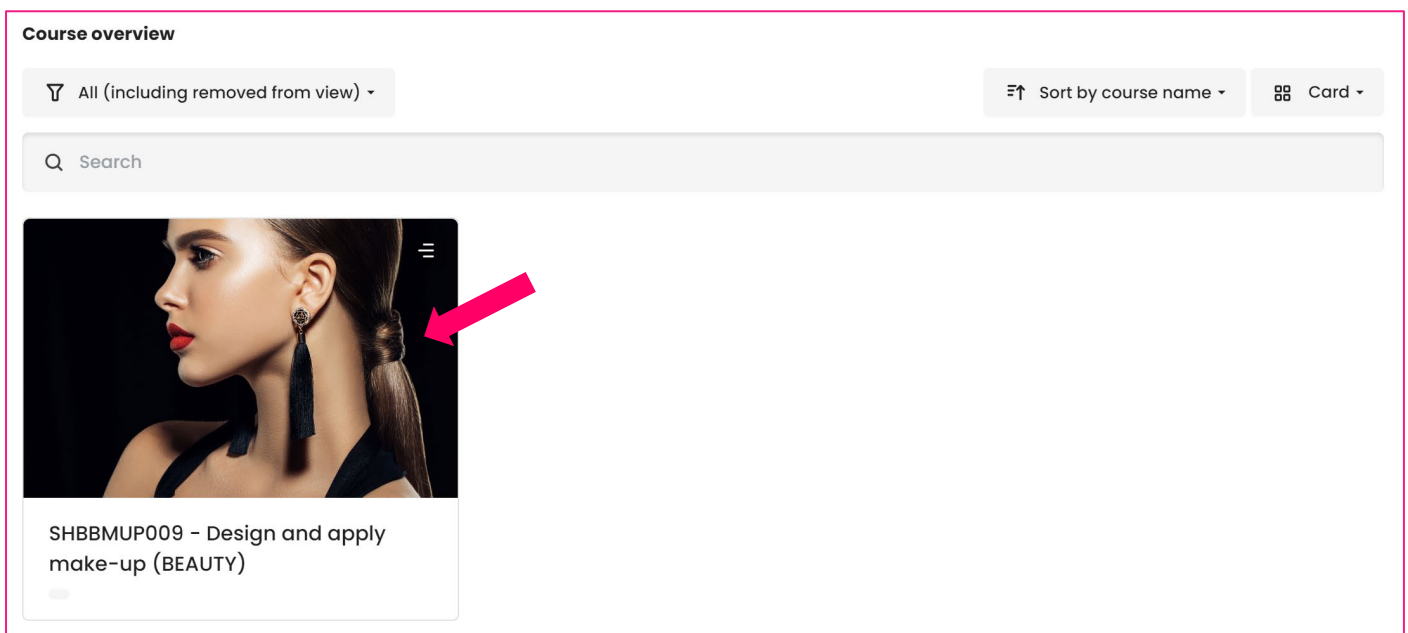 Course overview
All (including removed from view)
Sort by course name
Card
Search
SHBBMUP009 - Design and apply
make-up (BEAUTY)